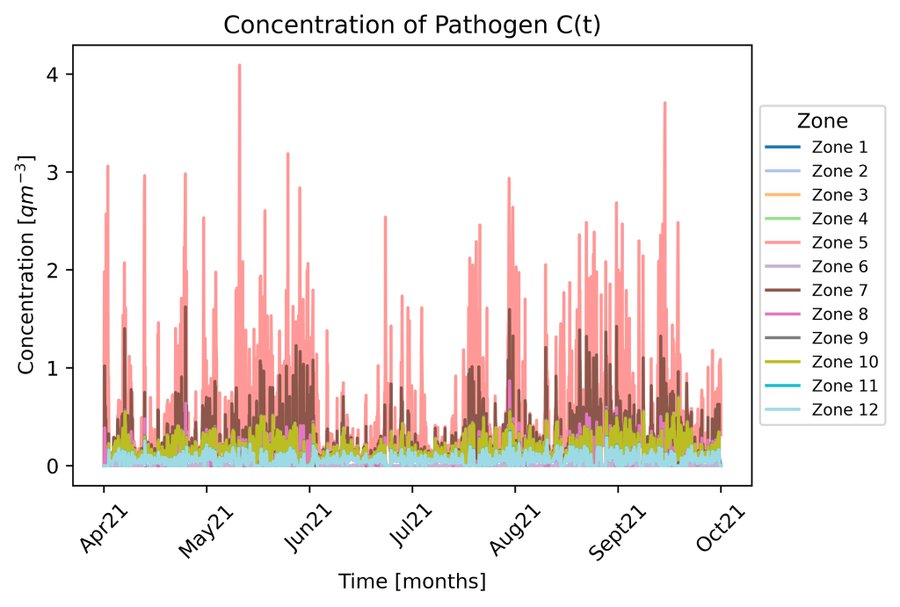 Concentration of Pathogen C(t)
Concentration [qm⁻³]
4
3
2
1
0
Apr21
May21
Jun21
Jul21
Aug21
Sept21
Oct21
Time [months]
Zone
Zone 1
Zone 2
Zone 3
Zone 4
Zone 5
Zone 6
Zone 7
Zone 8
Zone 9
Zone 10
Zone 11
Zone 12